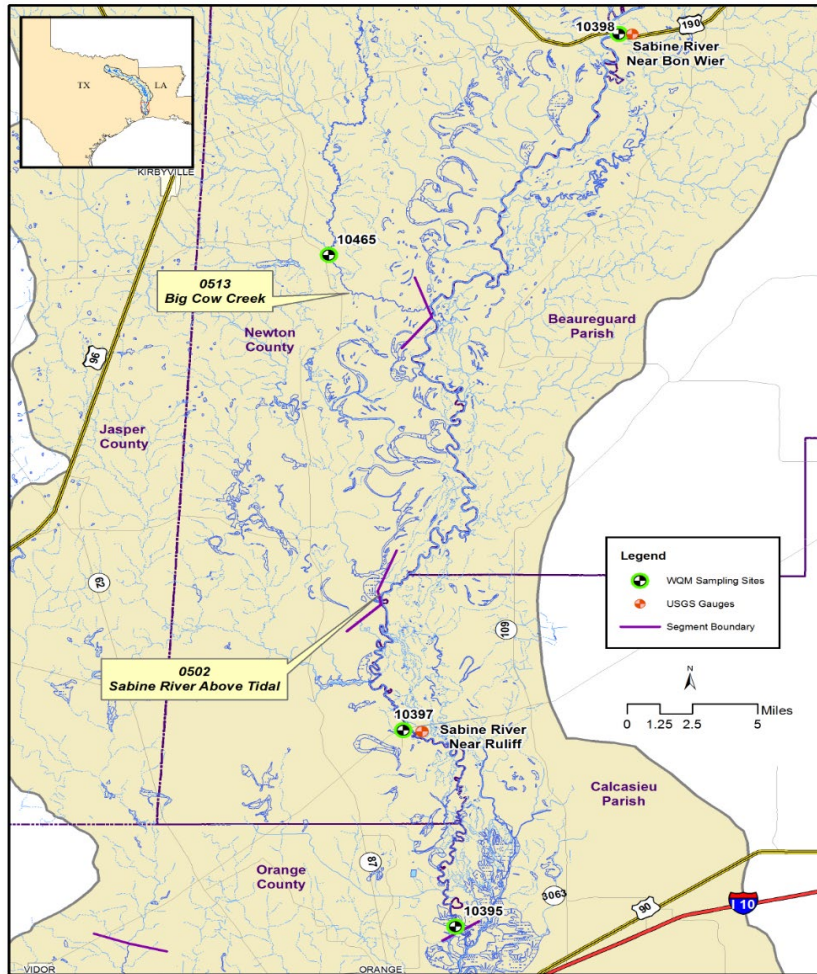 TX
LA
10398
190
Sabine River
Near Bon Wier
KIRBYVILLE
10465
0513
Big Cow Creek
Newton
County
Beaureguard
Parish
96
Jasper
County
62
Legend
WQM Sampling Sites
USGS Gauges
Segment Boundary
109
N
Miles
0 1.25 2.5 5
0502
Sabine River Above Tidal
10397
Sabine River
Near Ruliff
Calcasieu
Parish
Orange
County
87
3063
90
I 10
10395
VIDOR
ORANGE